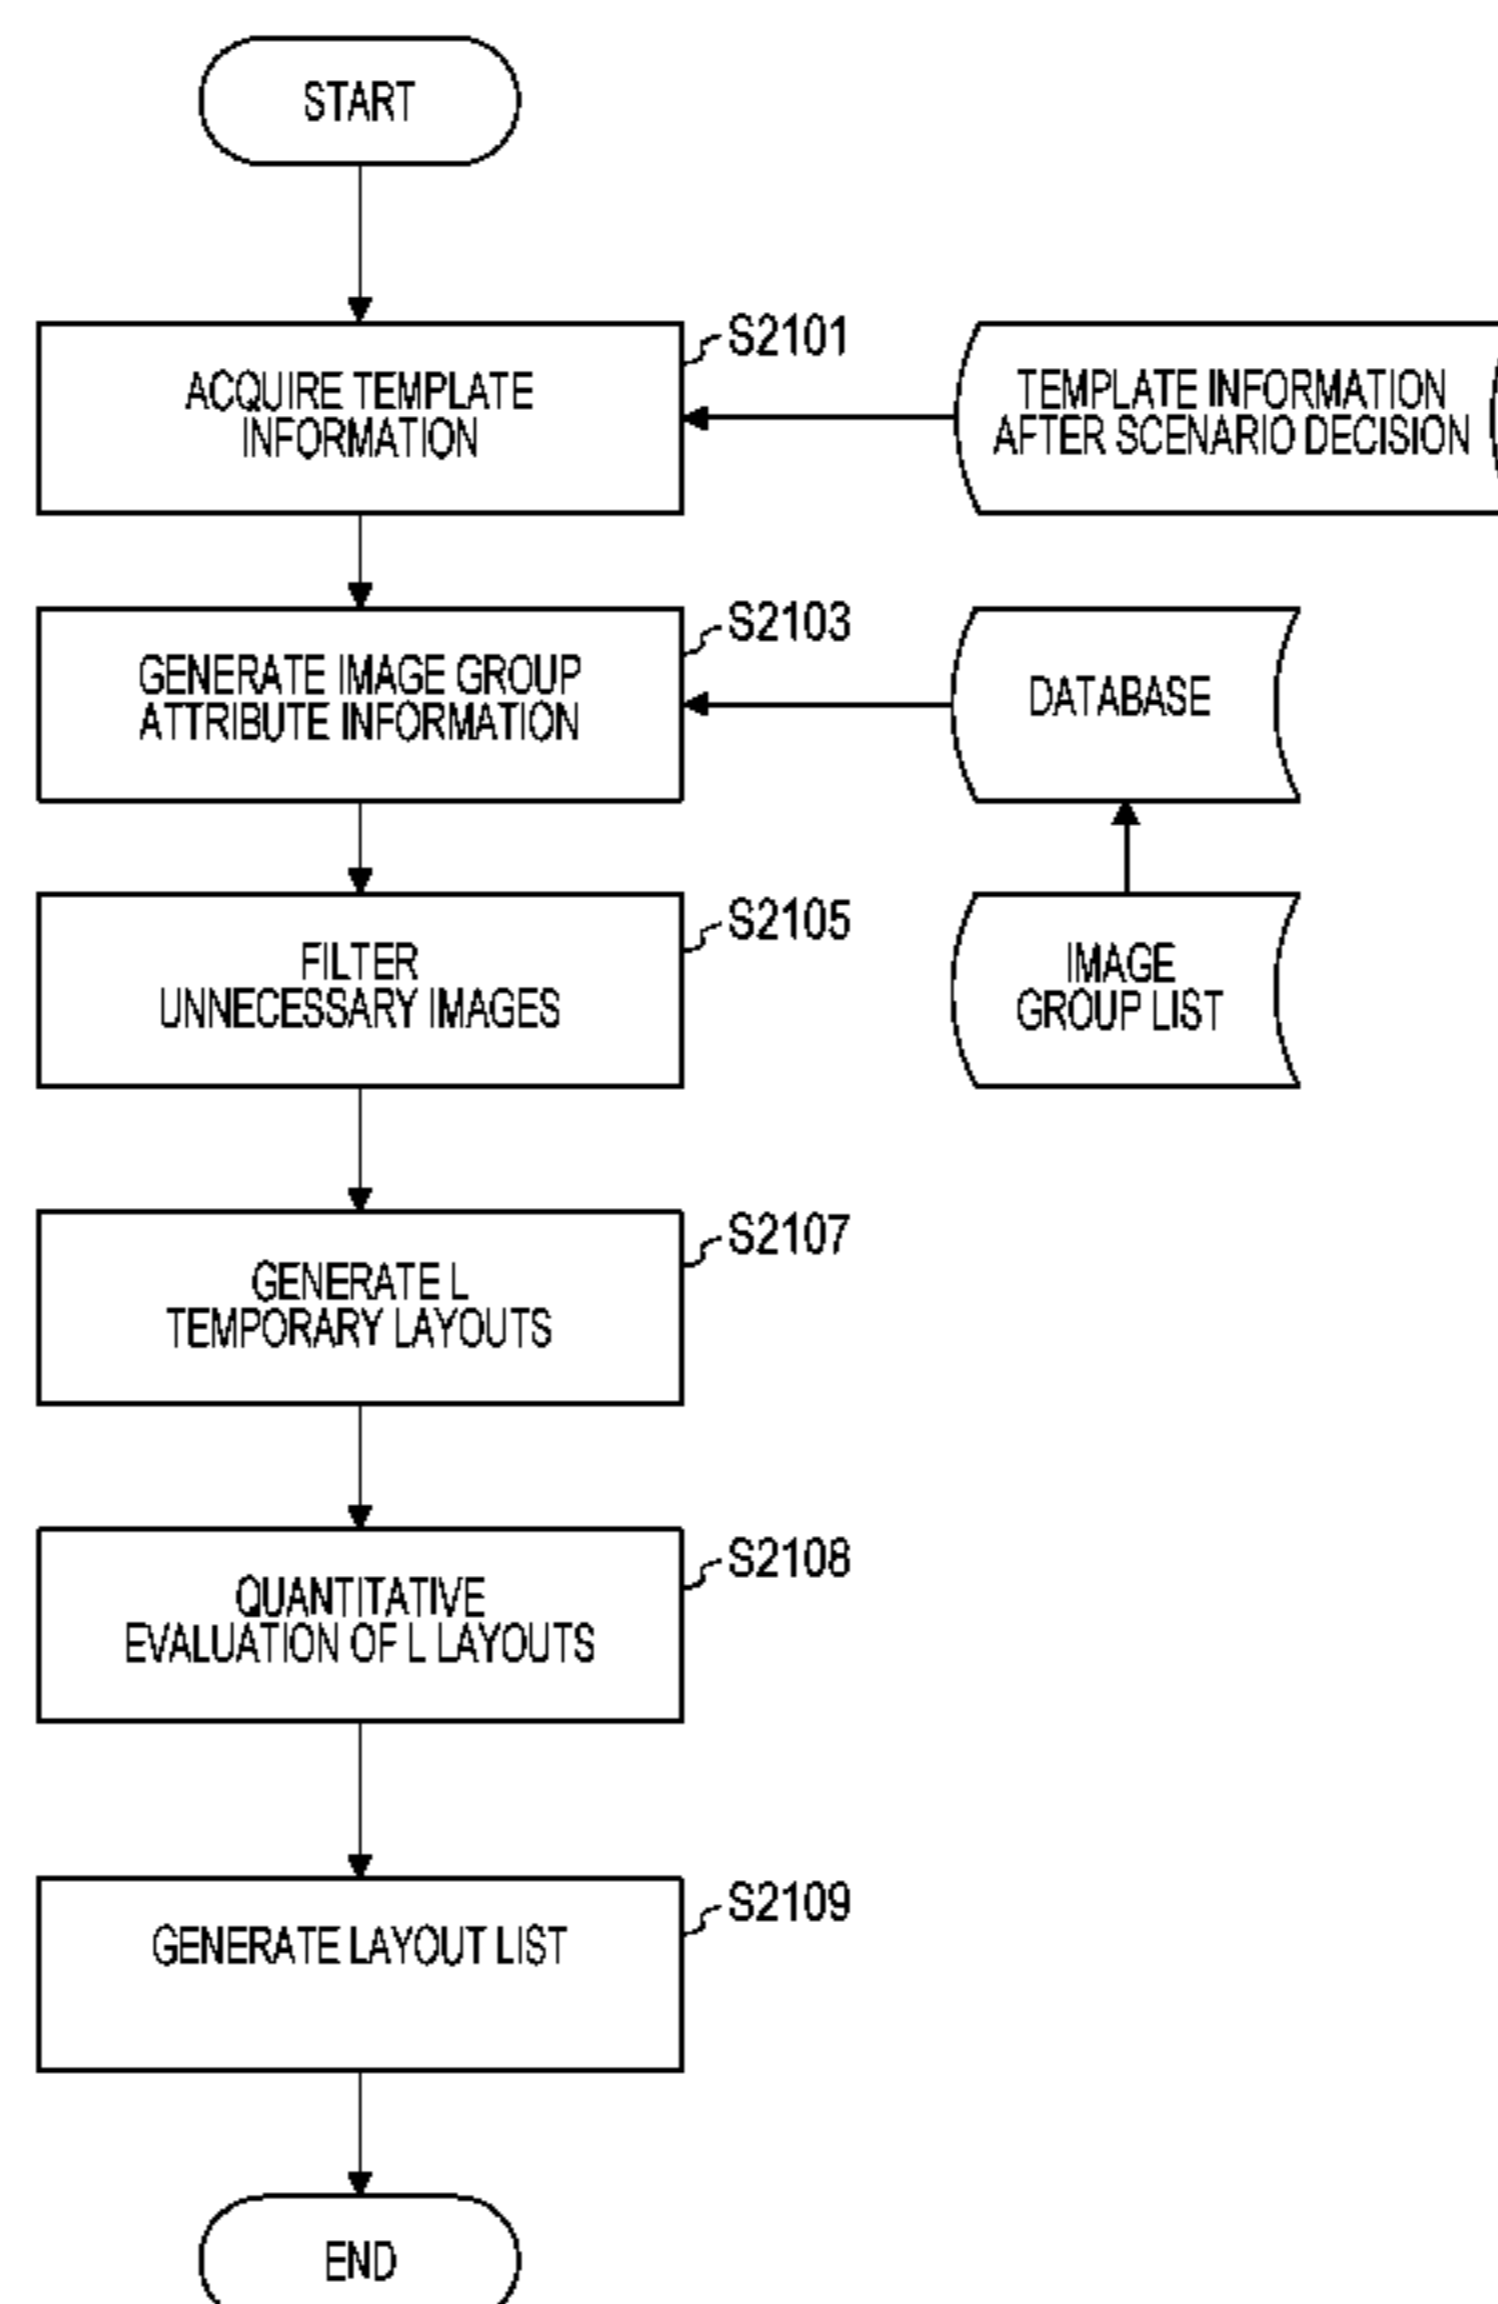 START
S2101
ACQUIRE TEMPLATE
INFORMATION
TEMPLATE INFORMATION
AFTER SCENARIO DECISION
S2103
GENERATE IMAGE GROUP
ATTRIBUTE INFORMATION
DATABASE
S2105
FILTER
UNNECESSARY IMAGES
IMAGE
GROUP LIST
S2107
GENERATE L
TEMPORARY LAYOUTS
S2108
QUANTITATIVE
EVALUATION OF L LAYOUTS
S2109
GENERATE LAYOUT LIST
END